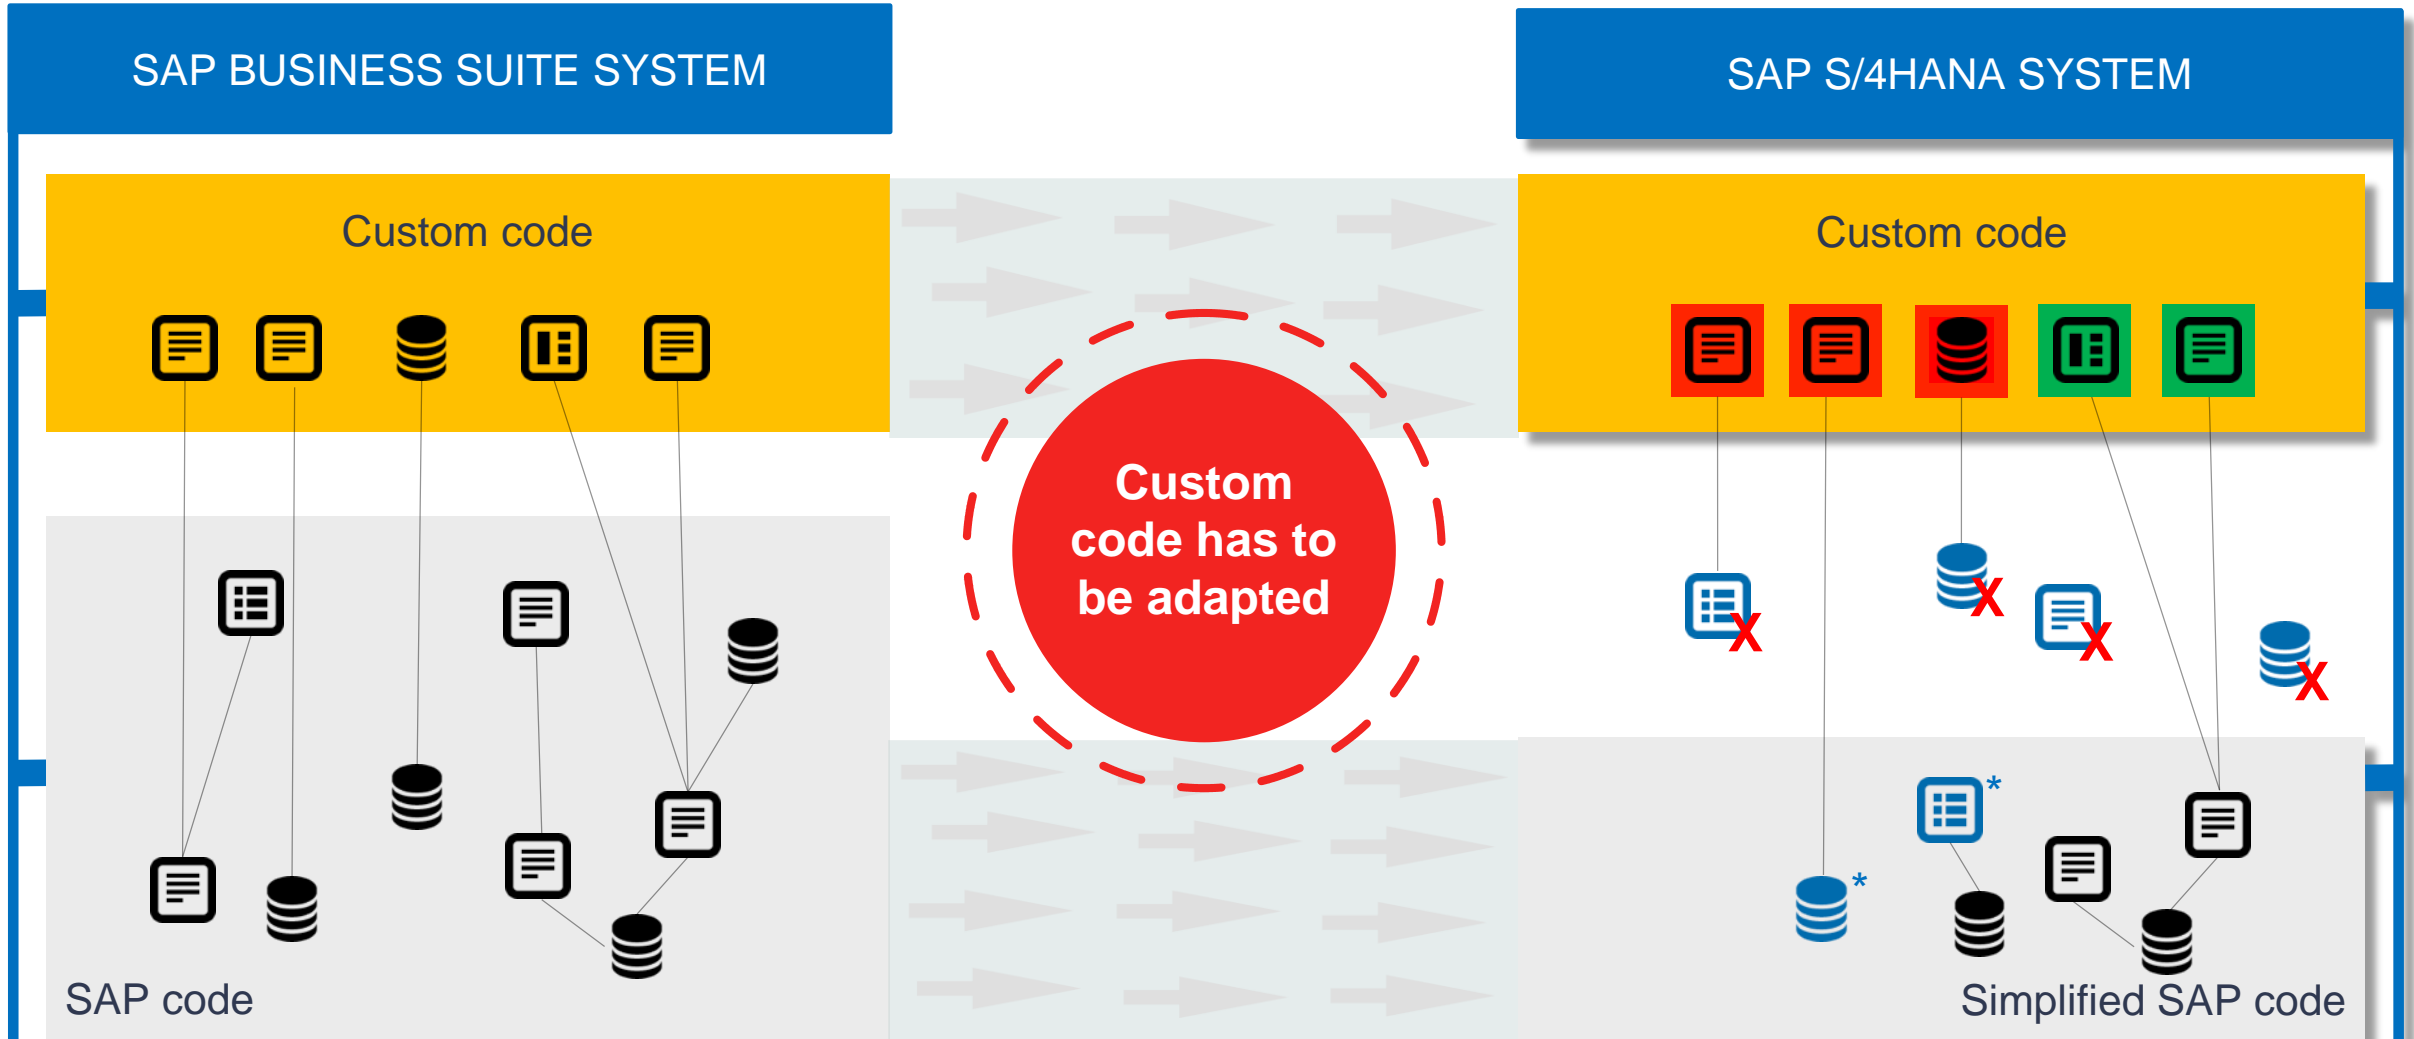 SAP BUSINESS SUITE SYSTEM
SAP S/4HANA SYSTEM
Custom code
Custom code
Custom
code has to
be adapted
X
X
X
X
*
*
SAP code
Simplified SAP code